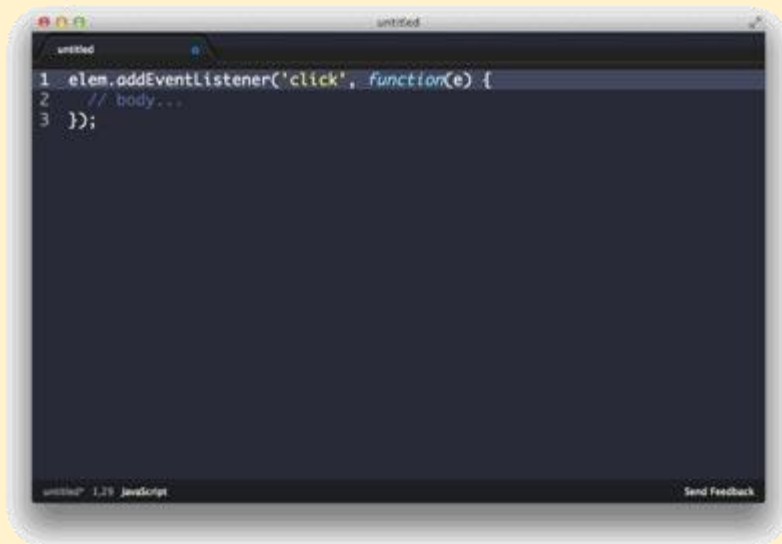 untitled
untitled
1 elem.addEventListener('click', function(e) {
2 // body...
3 });
untitled* 1,29 JavaScript Send Feedback